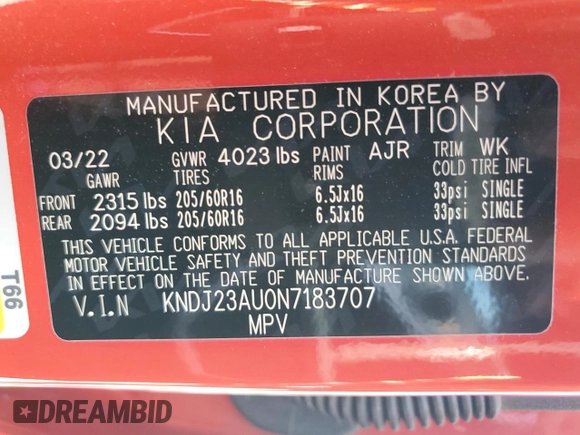 MANUFACTURED IN KOREA BY
KIA CORPORATION
03/22 GVWR 4023 lbs PAINT AJR TRIM WK
GAWR TIRES RIMS COLD TIRE INFL
FRONT 2315 lbs 205/60R16 6.5Jx16 33psi SINGLE
REAR 2094 lbs 205/60R16 6.5Jx16 33psi SINGLE
THIS VEHICLE CONFORMS TO ALL APPLICABLE U.S.A. FEDERAL
MOTOR VEHICLE SAFETY AND THEFT PREVENTION STANDARDS
IN EFFECT ON THE DATE OF MANUFACTURE SHOWN ABOVE.
V.I.N KNDJ23AU0N7183707
MPV
T66
DREAMBID